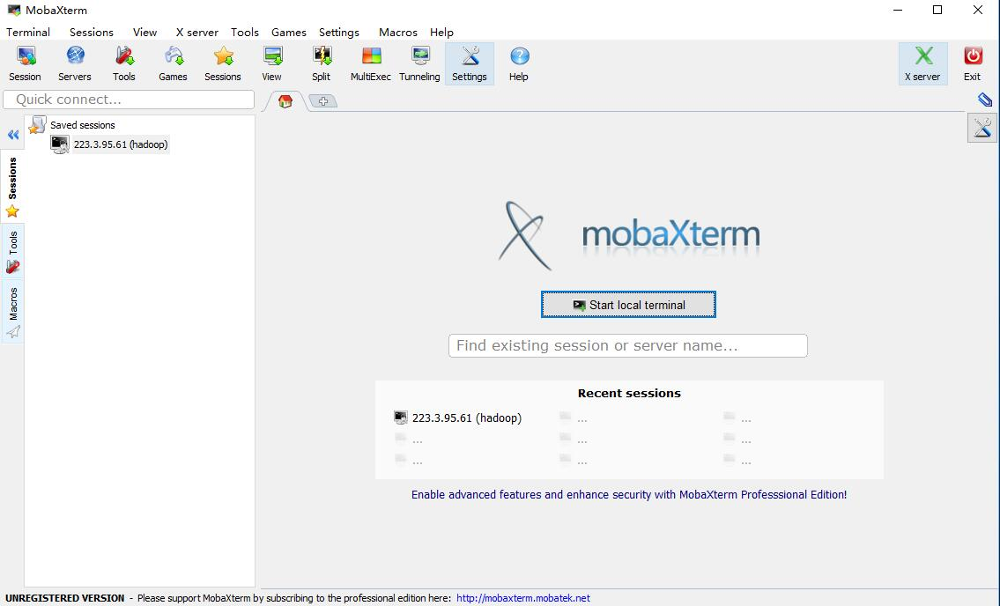 MobaXterm
Terminal Sessions View X server Tools Games Settings Macros Help
Session Servers Tools Games Sessions View Split MultiExec Tunneling Settings Help X server Exit
Quick connect...
Saved sessions
223.3.95.61 (hadoop)
Sessions
Tools
Macros
mobaXterm
Start local terminal
Find existing session or server name...
Recent sessions
223.3.95.61 (hadoop) ... ...
... ... ...
... ... ...
Enable advanced features and enhance security with MobaXterm Professsional Edition!
UNREGISTERED VERSION - Please support MobaXterm by subscribing to the professional edition here: http://mobaxterm.mobatek.net